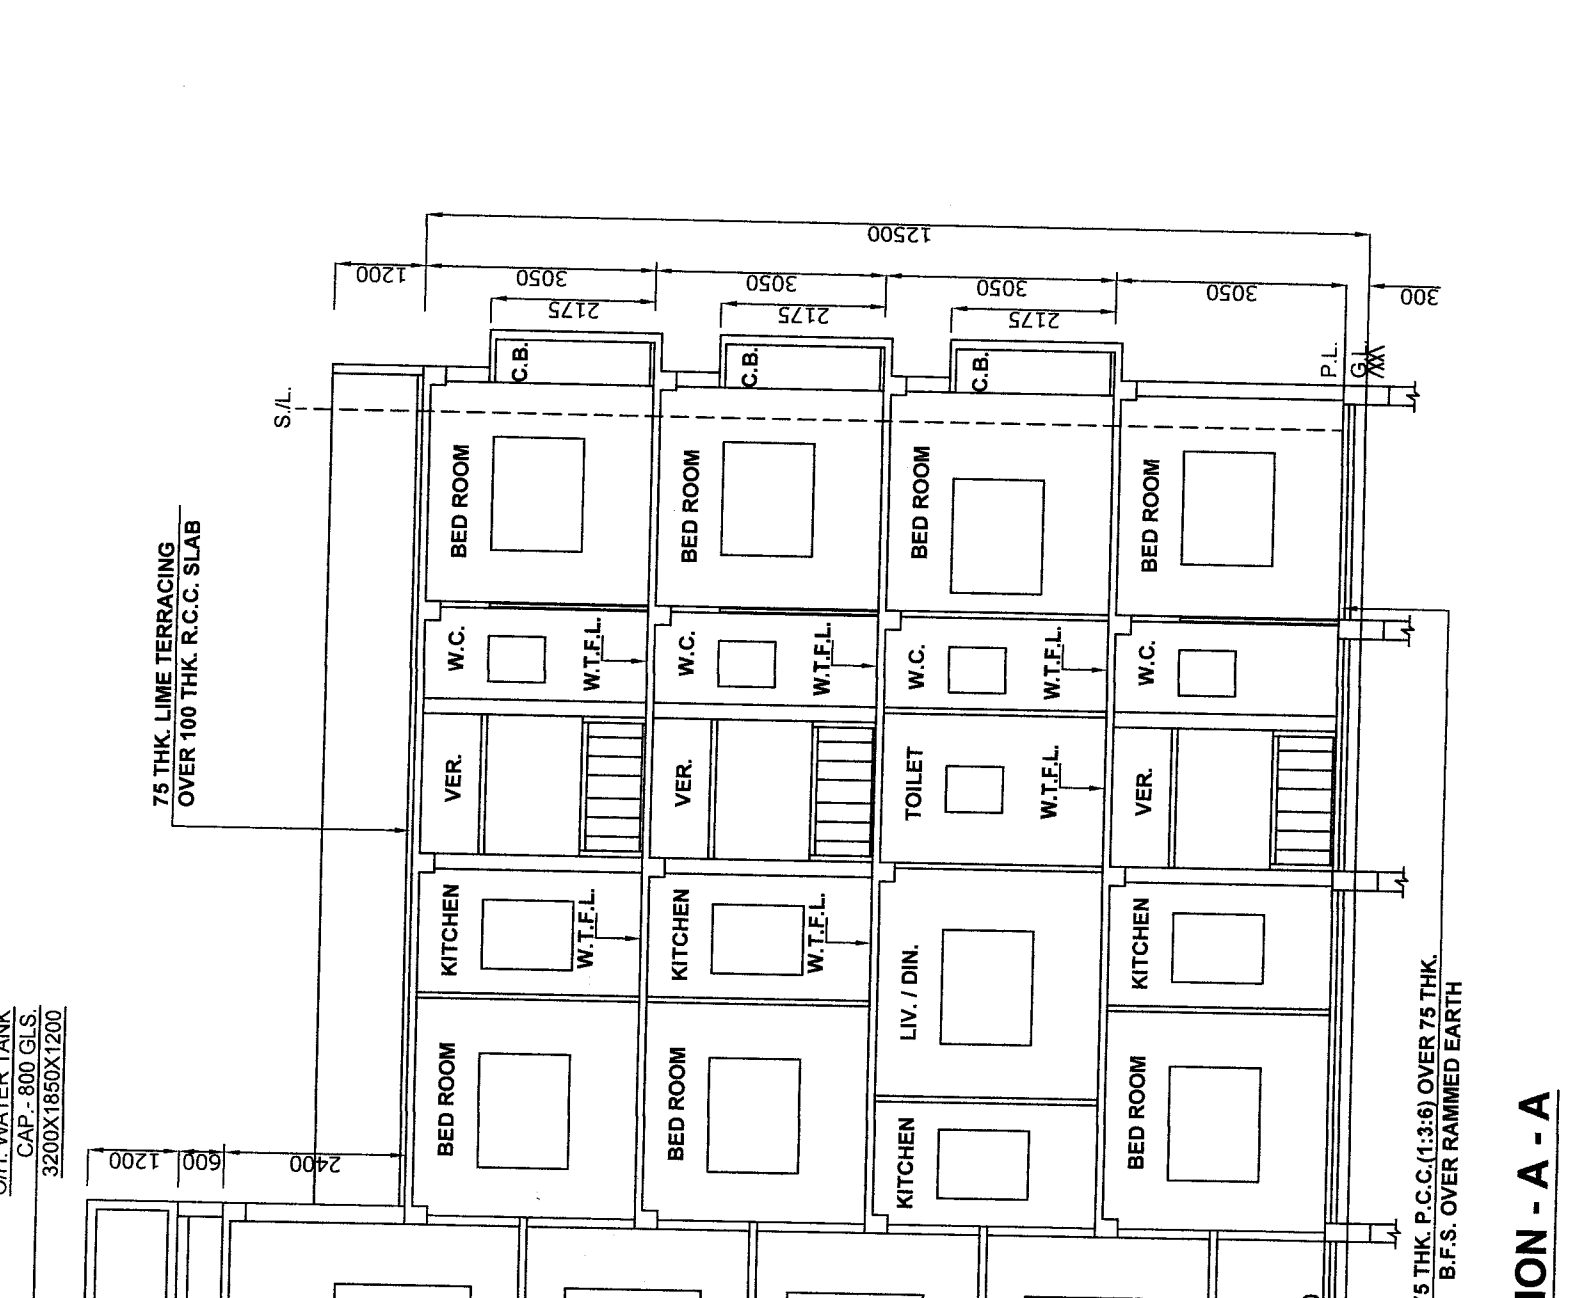 75 THK. LIME TERRACING
OVER 100 THK. R.C.C. SLAB
WATER TANK
CAP.- 800 GLS.
3200X1850X1200
1200
600
2400
S./L.
12500
1200
3050
3050
3050
3050
300
2175
2175
2175
C.B.
C.B.
C.B.
P.L.
G.L.
BED ROOM
W.C.
W.T.F.L.
VER.
KITCHEN
W.T.F.L.
BED ROOM
BED ROOM
W.C.
W.T.F.L.
VER.
KITCHEN
W.T.F.L.
BED ROOM
BED ROOM
W.C.
W.T.F.L.
TOILET
W.T.F.L.
LIV. / DIN.
KITCHEN
BED ROOM
W.C.
VER.
KITCHEN
BED ROOM
75 THK. P.C.C.(1:3:6) OVER 75 THK.
B.F.S. OVER RAMMED EARTH
ION - A - A